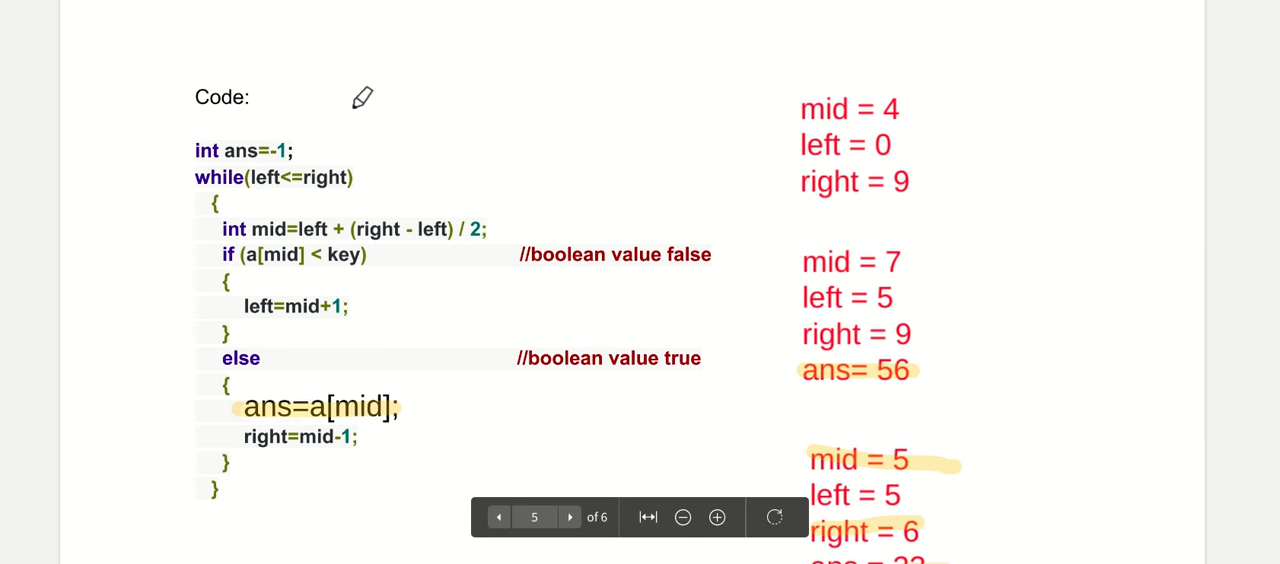 Code:
int ans=-1;
while(left<=right)
{
int mid=left + (right - left) / 2;
if (a[mid] < key) //boolean value false
{
left=mid+1;
}
else //boolean value true
{
ans=a[mid];
right=mid-1;
}
}
mid = 4
left = 0
right = 9
mid = 7
left = 5
right = 9
ans= 56
mid = 5
left = 5
right = 6
5 of 6